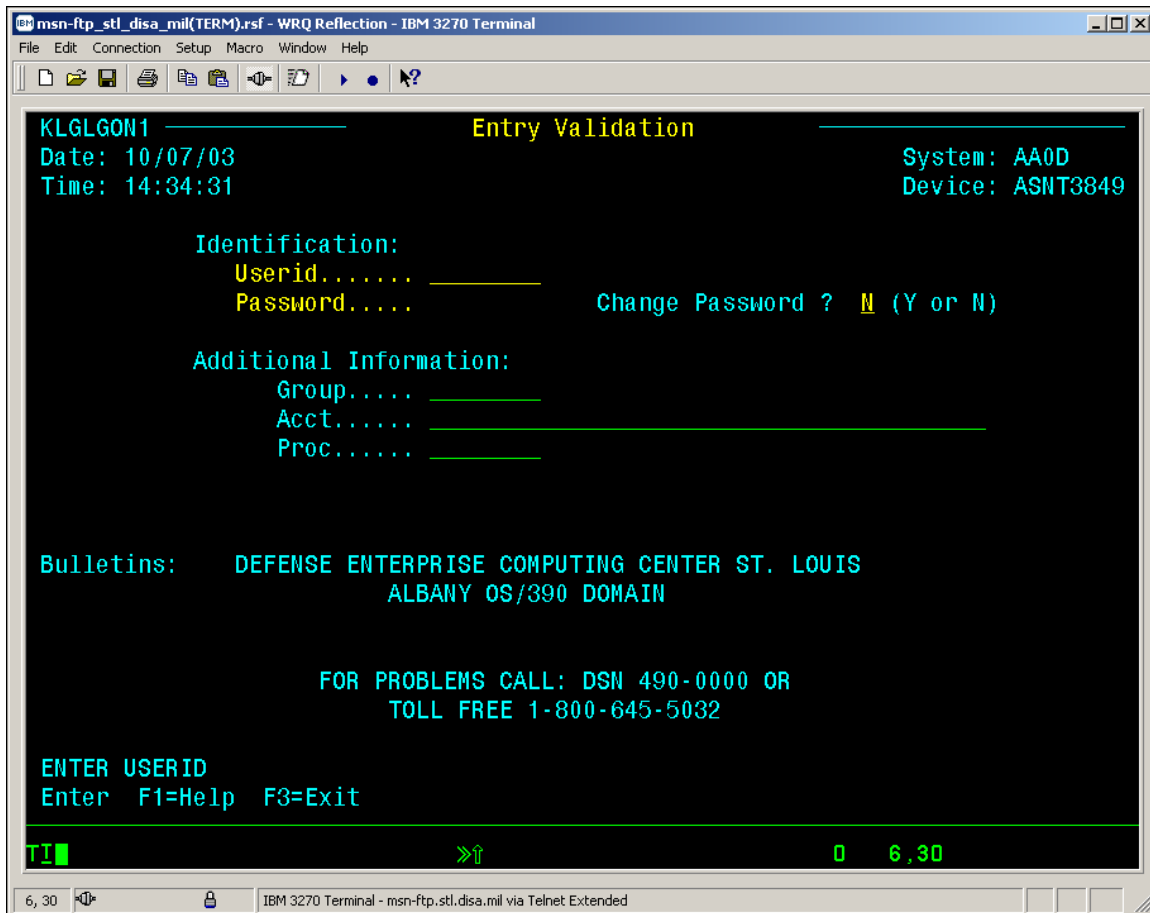 msn-ftp_stl_disa_mil(TERM).rsf - WRQ Reflection - IBM 3270 Terminal
File Edit Connection Setup Macro Window Help
KLGLGON1 Entry Validation
Date: 10/07/03 System: AA0D
Time: 14:34:31 Device: ASNT3849
Identification:
Userid.......
Password..... Change Password ? N (Y or N)
Additional Information:
Group.....
Acct......
Proc......
Bulletins: DEFENSE ENTERPRISE COMPUTING CENTER ST. LOUIS
ALBANY OS/390 DOMAIN
FOR PROBLEMS CALL: DSN 490-0000 OR
TOLL FREE 1-800-645-5032
ENTER USERID
Enter F1=Help F3=Exit
TI 0 6,30
6, 30 IBM 3270 Terminal - msn-ftp.stl.disa.mil via Telnet Extended